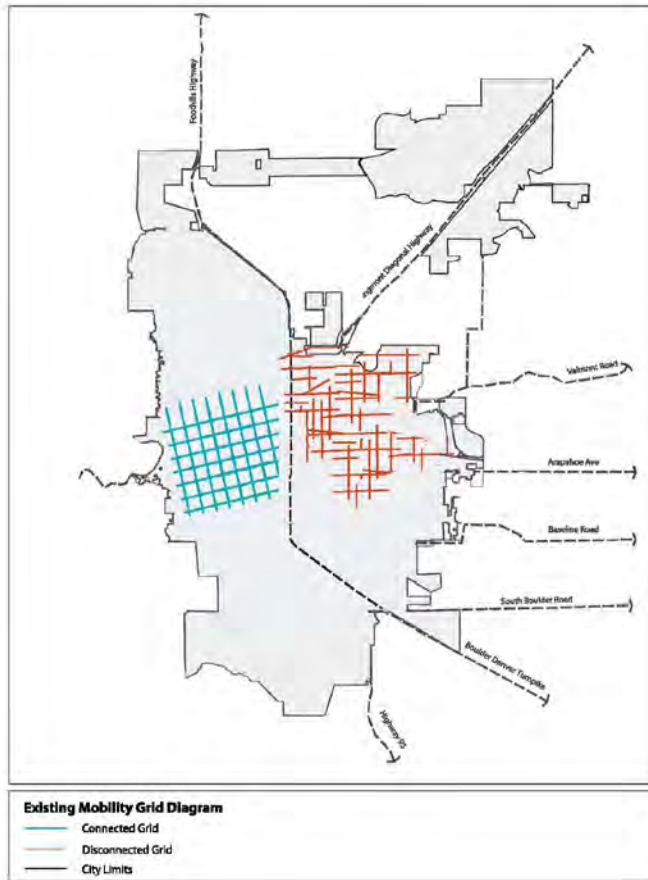 Foothills Highway
ngmont Diagonal Highway
Valmont Road
Arapahoe Ave
Baseline Road
South Boulder Road
Boulder Denver Turnpike
Highway 93
Existing Mobility Grid Diagram
Connected Grid
Disconnected Grid
City Limits